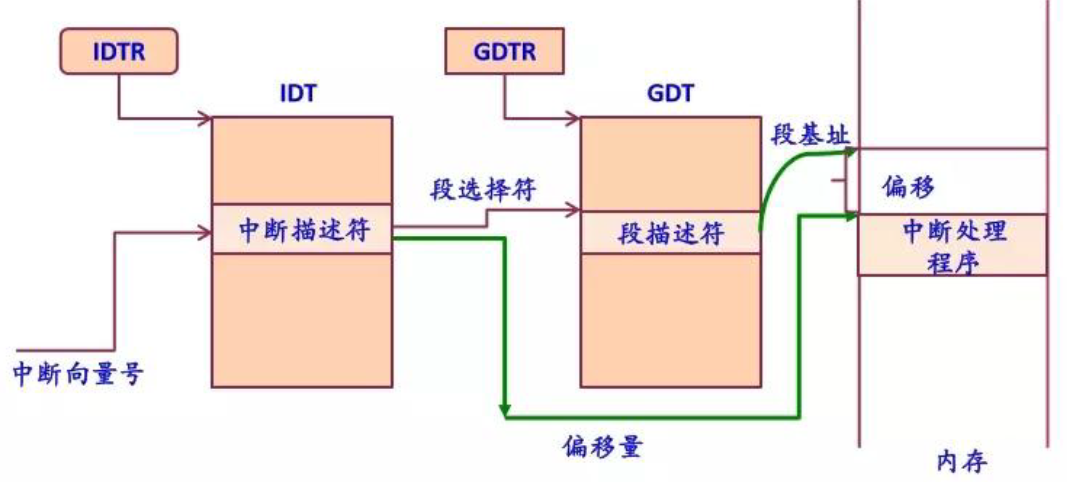 IDTR
GDTR
IDT
GDT
段基址
段选择符
偏移
中断描述符
段描述符
中断处理
程序
中断向量号
偏移量
内存